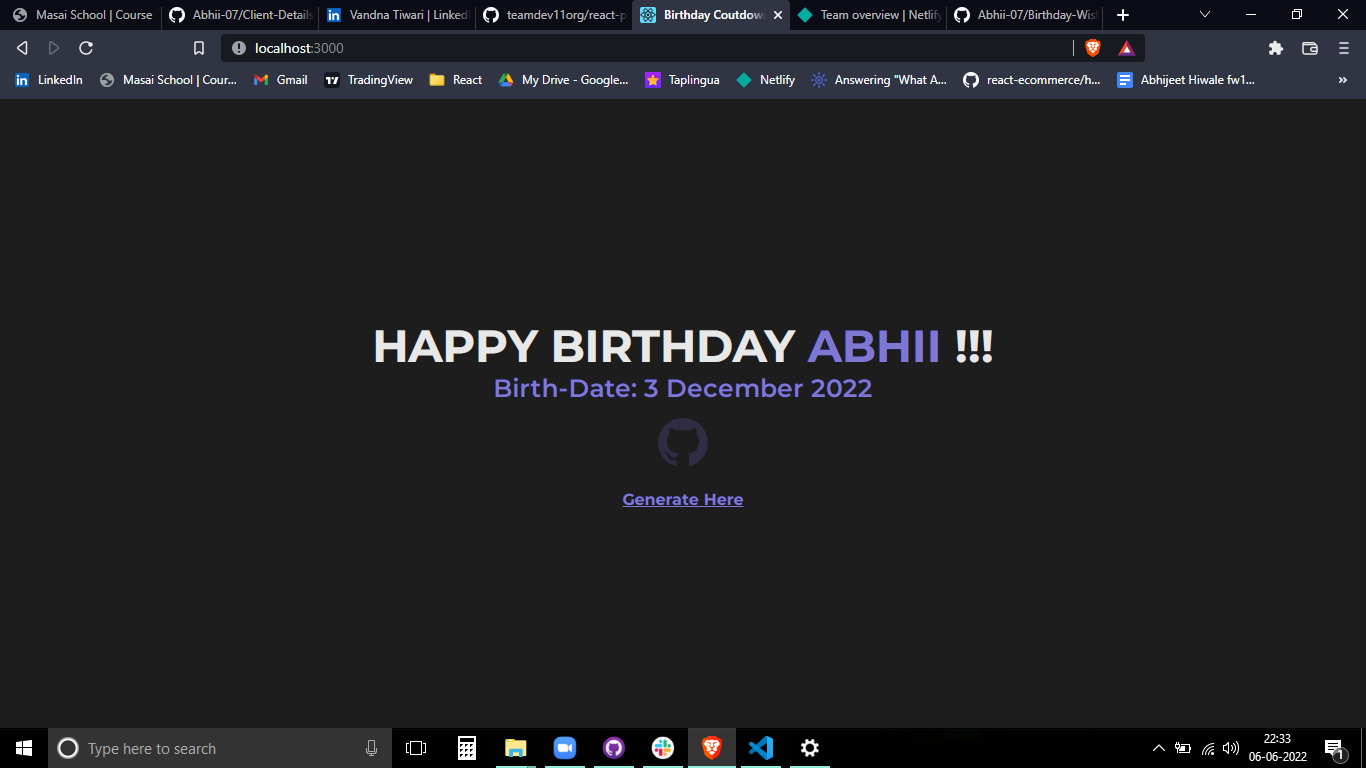 Masai School | Course
Abhii-07/Client-Details
Vandna Tiwari | LinkedI
teamdev11org/react-p
Birthday Coutdow
Team overview | Netlify
Abhii-07/Birthday-Wis
localhost:3000
LinkedIn
Masai School | Cour...
Gmail
TradingView
React
My Drive - Google...
Taplingua
Netlify
Answering "What A...
react-ecommerce/h...
Abhijeet Hiwale fw1...
HAPPY BIRTHDAY ABHII !!!
Birth-Date: 3 December 2022
Generate Here
Type here to search
22:33
06-06-2022
1